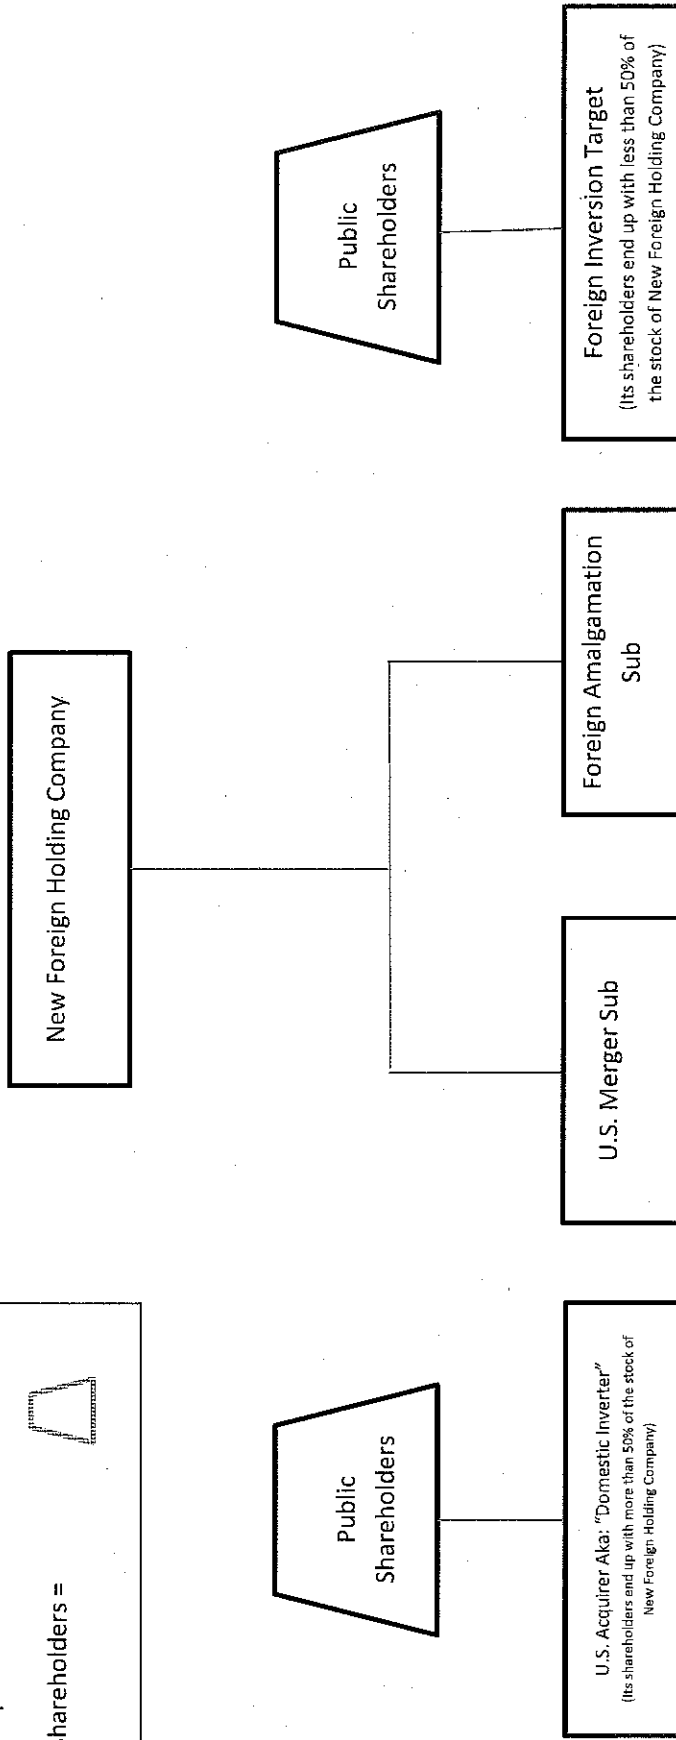 hareholders =
New Foreign Holding Company
Public
Shareholders
Public
Shareholders
U.S. Acquirer Aka: "Domestic Inverter"
(Its shareholders end up with more than 50% of the stock of
New Foreign Holding Company)
U.S. Merger Sub
Foreign Amalgamation
Sub
Foreign Inversion Target
(Its shareholders end up with less than 50% of
the stock of New Foreign Holding Company)